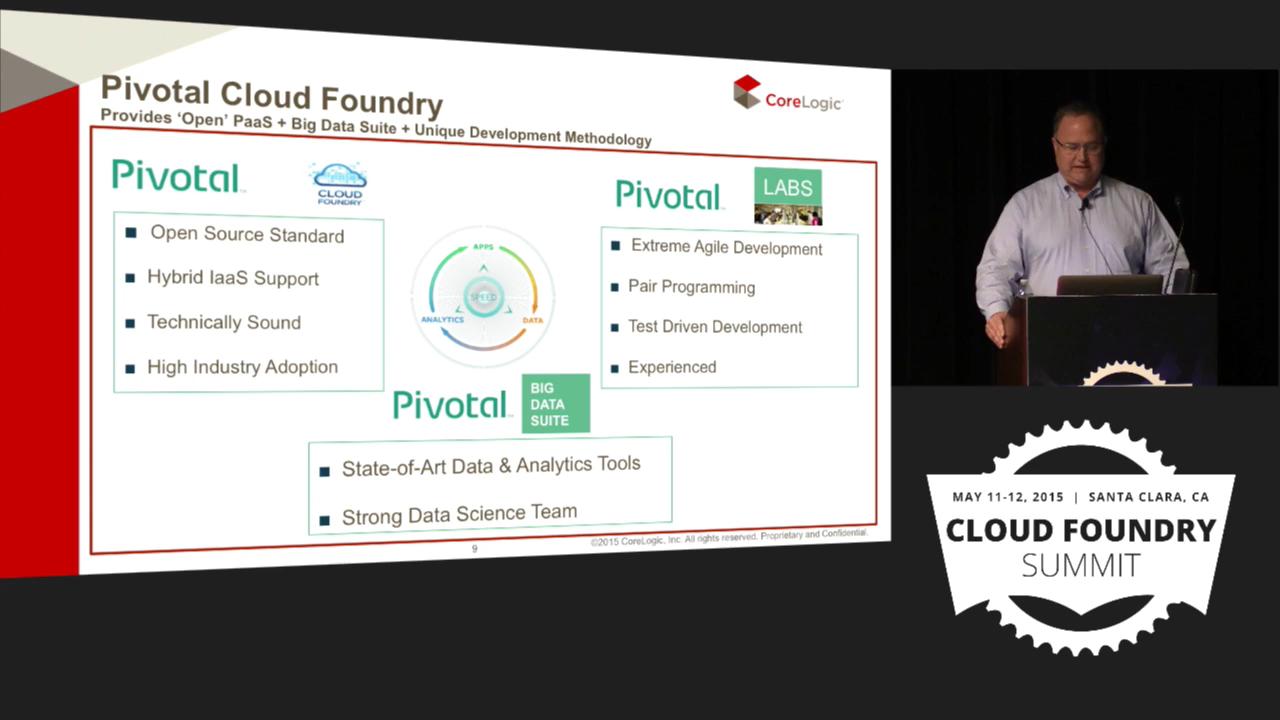 Pivotal Cloud Foundry
Provides ‘Open’ PaaS + Big Data Suite + Unique Development Methodology
CoreLogic
Pivotal
CLOUD
FOUNDRY
Open Source Standard
Hybrid IaaS Support
Technically Sound
High Industry Adoption
APPS
SPEED
ANALYTICS
DATA
Pivotal
LABS
Extreme Agile Development
Pair Programming
Test Driven Development
Experienced
Pivotal
BIG
DATA
SUITE
State-of-Art Data & Analytics Tools
Strong Data Science Team
9
©2015 CoreLogic, Inc. All rights reserved. Proprietary and Confidential.
MAY 11-12, 2015 | SANTA CLARA, CA
CLOUD FOUNDRY
SUMMIT